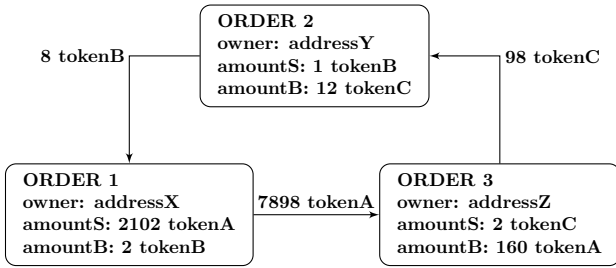 ORDER 2
owner: addressY
amountS: 1 tokenB
amountB: 12 tokenC
8 tokenB
98 tokenC
ORDER 1
owner: addressX
amountS: 2102 tokenA
amountB: 2 tokenB
7898 tokenA
ORDER 3
owner: addressZ
amountS: 2 tokenC
amountB: 160 tokenA